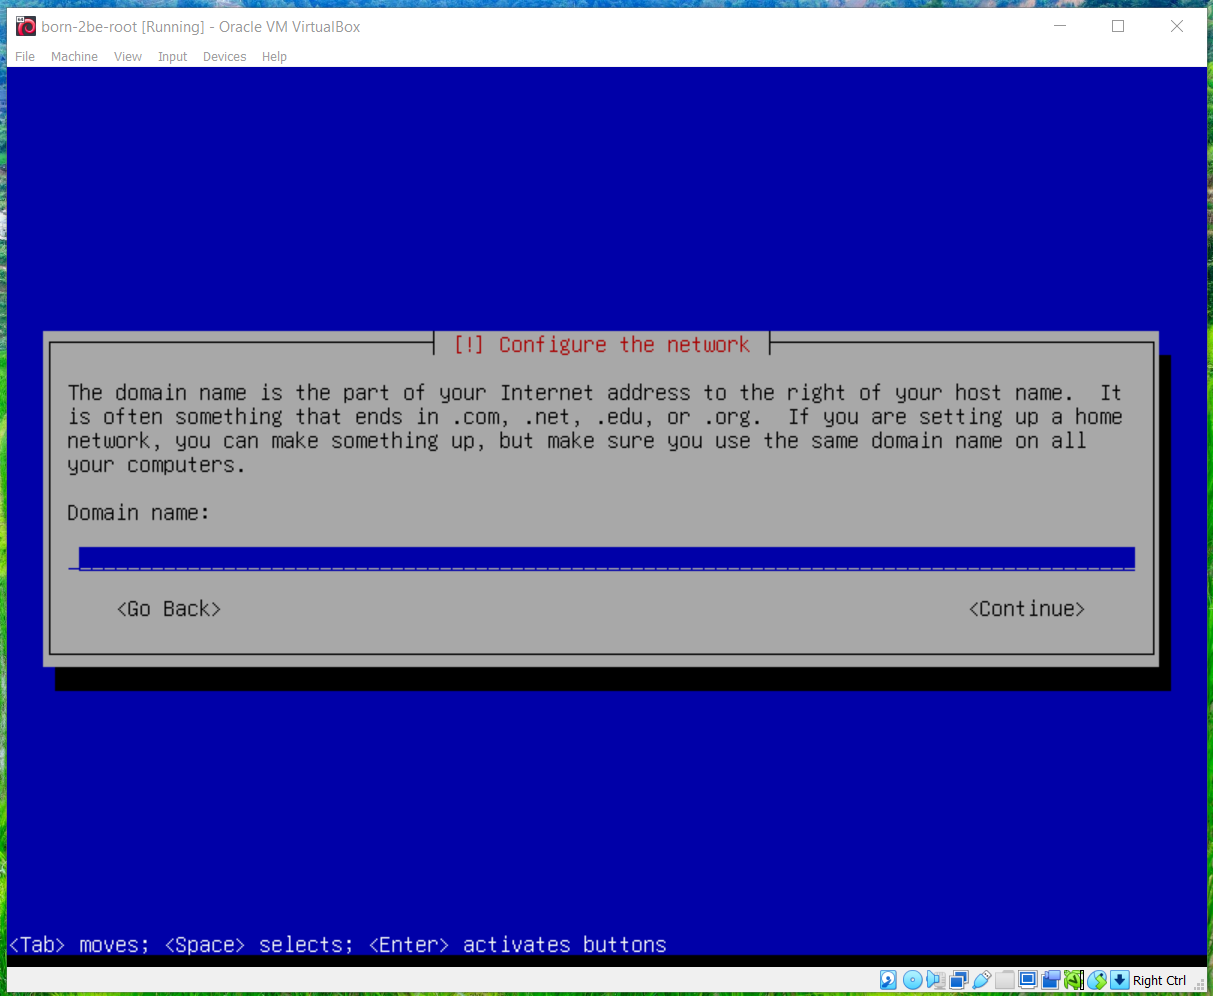 born-2be-root [Running] - Oracle VM VirtualBox
File Machine View Input Devices Help
[!] Configure the network
The domain name is the part of your Internet address to the right of your host name.  It
is often something that ends in .com, .net, .edu, or .org.  If you are setting up a home
network, you can make something up, but make sure you use the same domain name on all
your computers.
Domain name:
<Go Back> <Continue>
<Tab> moves; <Space> selects; <Enter> activates buttons
Right Ctrl